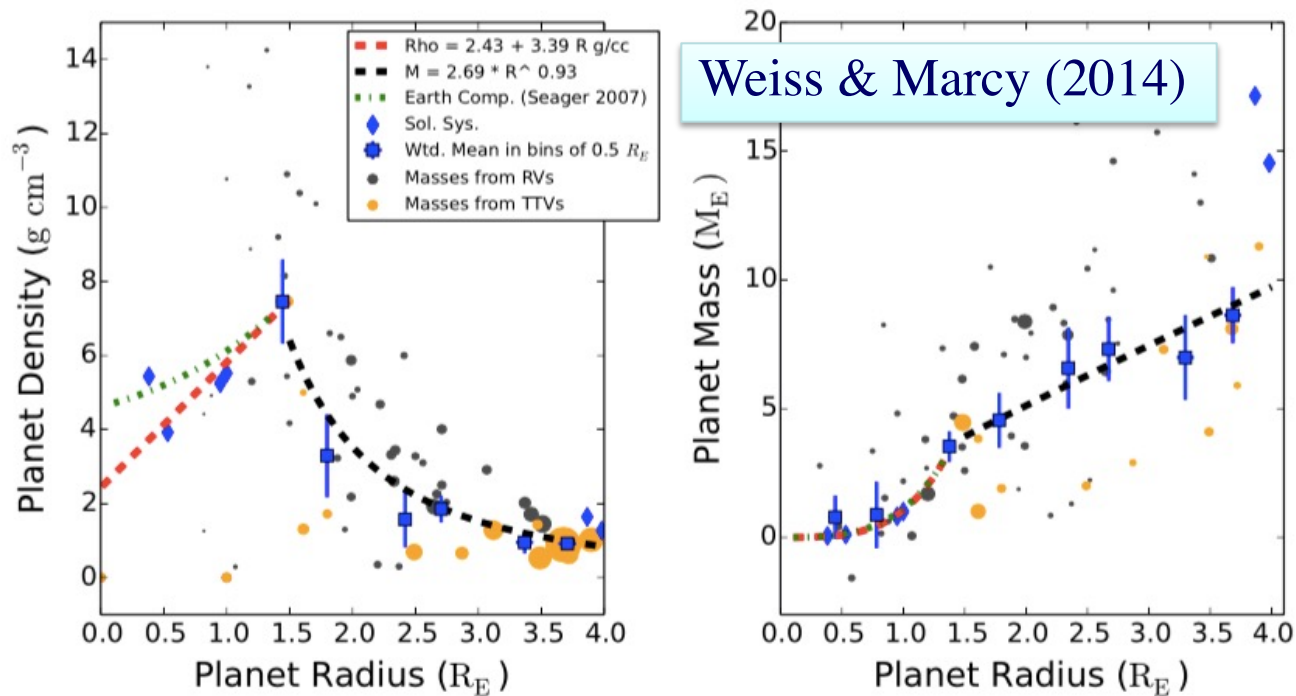 Rho = 2.43 + 3.39 R g/cc
M = 2.69 * R^ 0.93
Earth Comp. (Seager 2007)
Sol. Sys.
Wtd. Mean in bins of 0.5 R_E
Masses from RVs
Masses from TTVs
14
12
10
8
6
4
2
0
Planet Density (g cm⁻³)
0.0 0.5 1.0 1.5 2.0 2.5 3.0 3.5 4.0
Planet Radius (R_E)
Weiss & Marcy (2014)
20
15
10
5
0
Planet Mass (M_E)
0.0 0.5 1.0 1.5 2.0 2.5 3.0 3.5 4.0
Planet Radius (R_E)